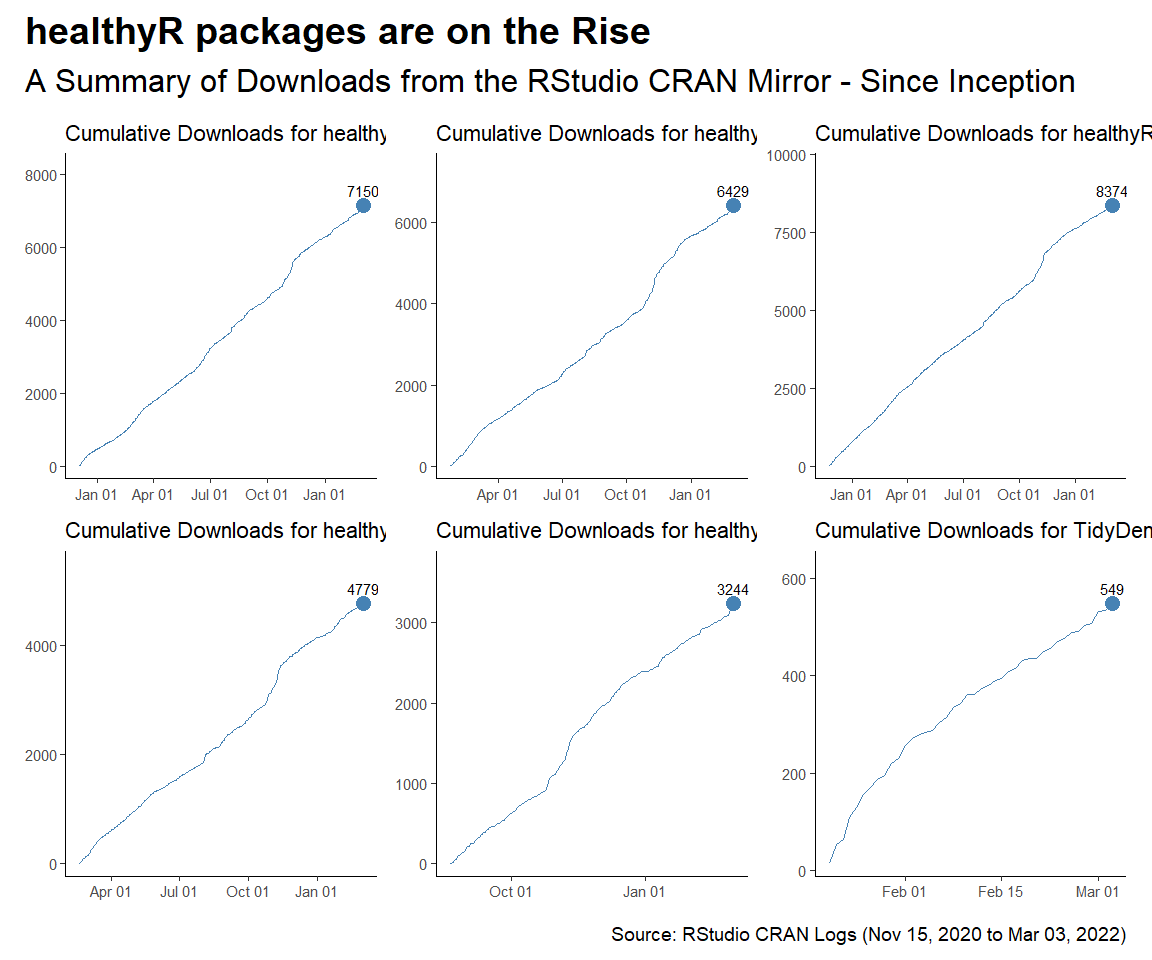 healthyR packages are on the Rise
A Summary of Downloads from the RStudio CRAN Mirror - Since Inception
Cumulative Downloads for healthy
8000
6000
4000
2000
0
7150
Jan 01 Apr 01 Jul 01 Oct 01 Jan 01
Cumulative Downloads for healthy
6000
4000
2000
0
6429
Apr 01 Jul 01 Oct 01 Jan 01
Cumulative Downloads for healthyR
10000
7500
5000
2500
0
8374
Jan 01 Apr 01 Jul 01 Oct 01 Jan 01
Cumulative Downloads for healthy
4000
2000
0
4779
Apr 01 Jul 01 Oct 01 Jan 01
Cumulative Downloads for healthy
3000
2000
1000
0
3244
Oct 01 Jan 01
Cumulative Downloads for TidyDen
600
400
200
0
549
Feb 01 Feb 15 Mar 01
Source: RStudio CRAN Logs (Nov 15, 2020 to Mar 03, 2022)